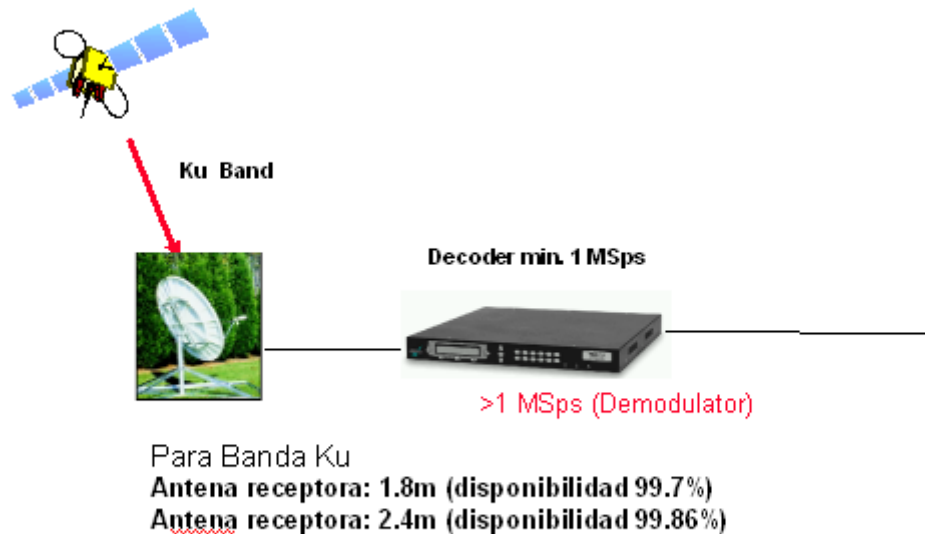 Ku Band
Decoder min. 1 MSps
>1 MSps (Demodulator)
Para Banda Ku
Antena receptora: 1.8m (disponibilidad 99.7%)
Antena receptora: 2.4m (disponibilidad 99.86%)